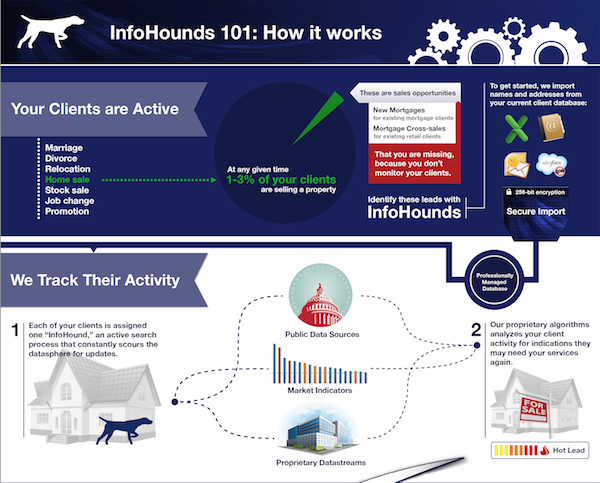 InfoHounds 101: How it works
Your Clients are Active
Marriage
Divorce
Relocation
Home sale
Stock sale
Job change
Promotion
At any given time
1-3% of your clients
are selling a property
These are sales opportunities
New Mortgages
for existing mortgage clients
Mortgage Cross-sales
for existing retail clients
That you are missing,
because you don't
monitor your clients.
Identify these leads with
InfoHounds
To get started, we import
names and addresses from
your current client database:
salesforce
256-bit encryption
Secure Import
Professionally
Managed
Database
We Track Their Activity
1
Each of your clients is assigned
one "InfoHound," an active search
process that constantly scours the
datasphere for updates.
Public Data Sources
Market Indicators
Proprietary Datastreams
2
Our proprietary algorithms
analyzes your client
activity for indications they
may need your services
again.
FOR
SALE
Hot Lead